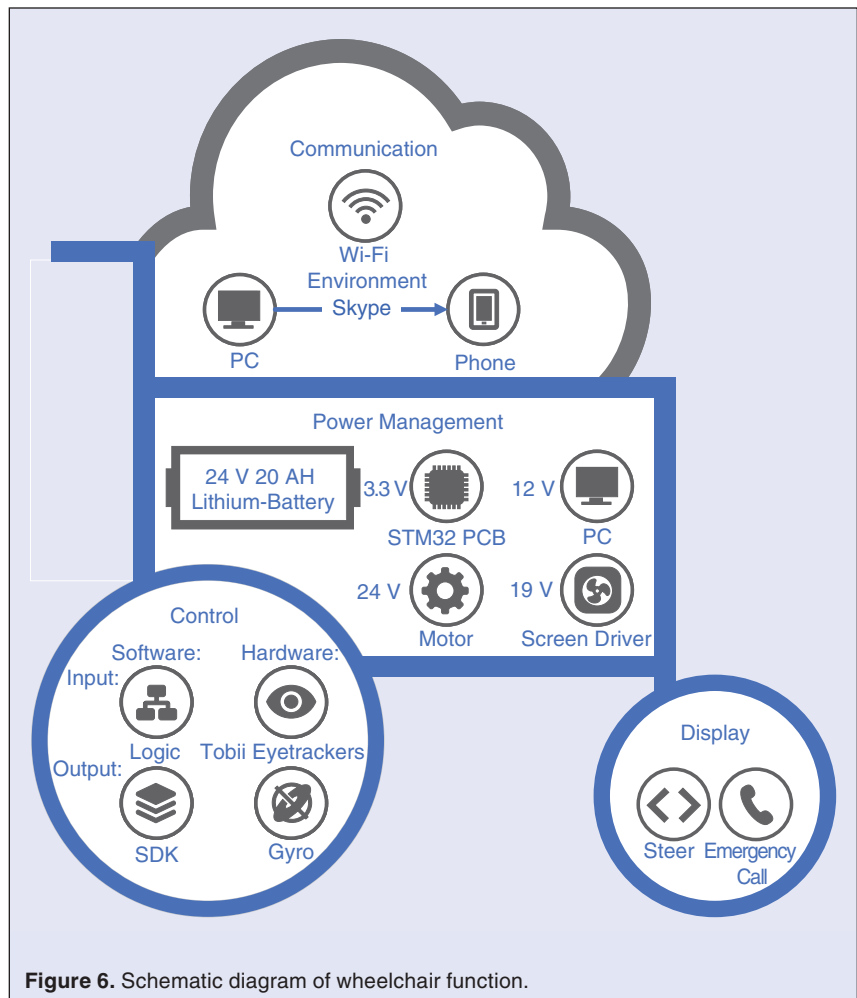 Communication
Wi-Fi
Environment
Skype
PC
Phone
Power Management
24 V 20 AH
Lithium-Battery
3.3 V
12 V
STM32 PCB
PC
24 V
19 V
Motor
Screen Driver
Control
Software:
Hardware:
Input:
Logic
Tobii Eyetrackers
Output:
SDK
Gyro
Display
Steer
Emergency
Call
Figure 6. Schematic diagram of wheelchair function.